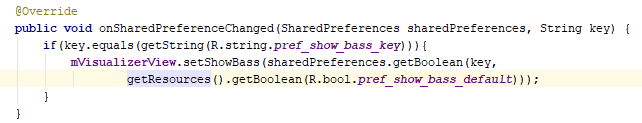 @Override
public void onSharedPreferenceChanged(SharedPreferences sharedPreferences, String key) {
    if(key.equals(getString(R.string.pref_show_bass_key))){
        mVisualizerView.setShowBass(sharedPreferences.getBoolean(key,
                getResources().getBoolean(R.bool.pref_show_bass_default)));
    }
}